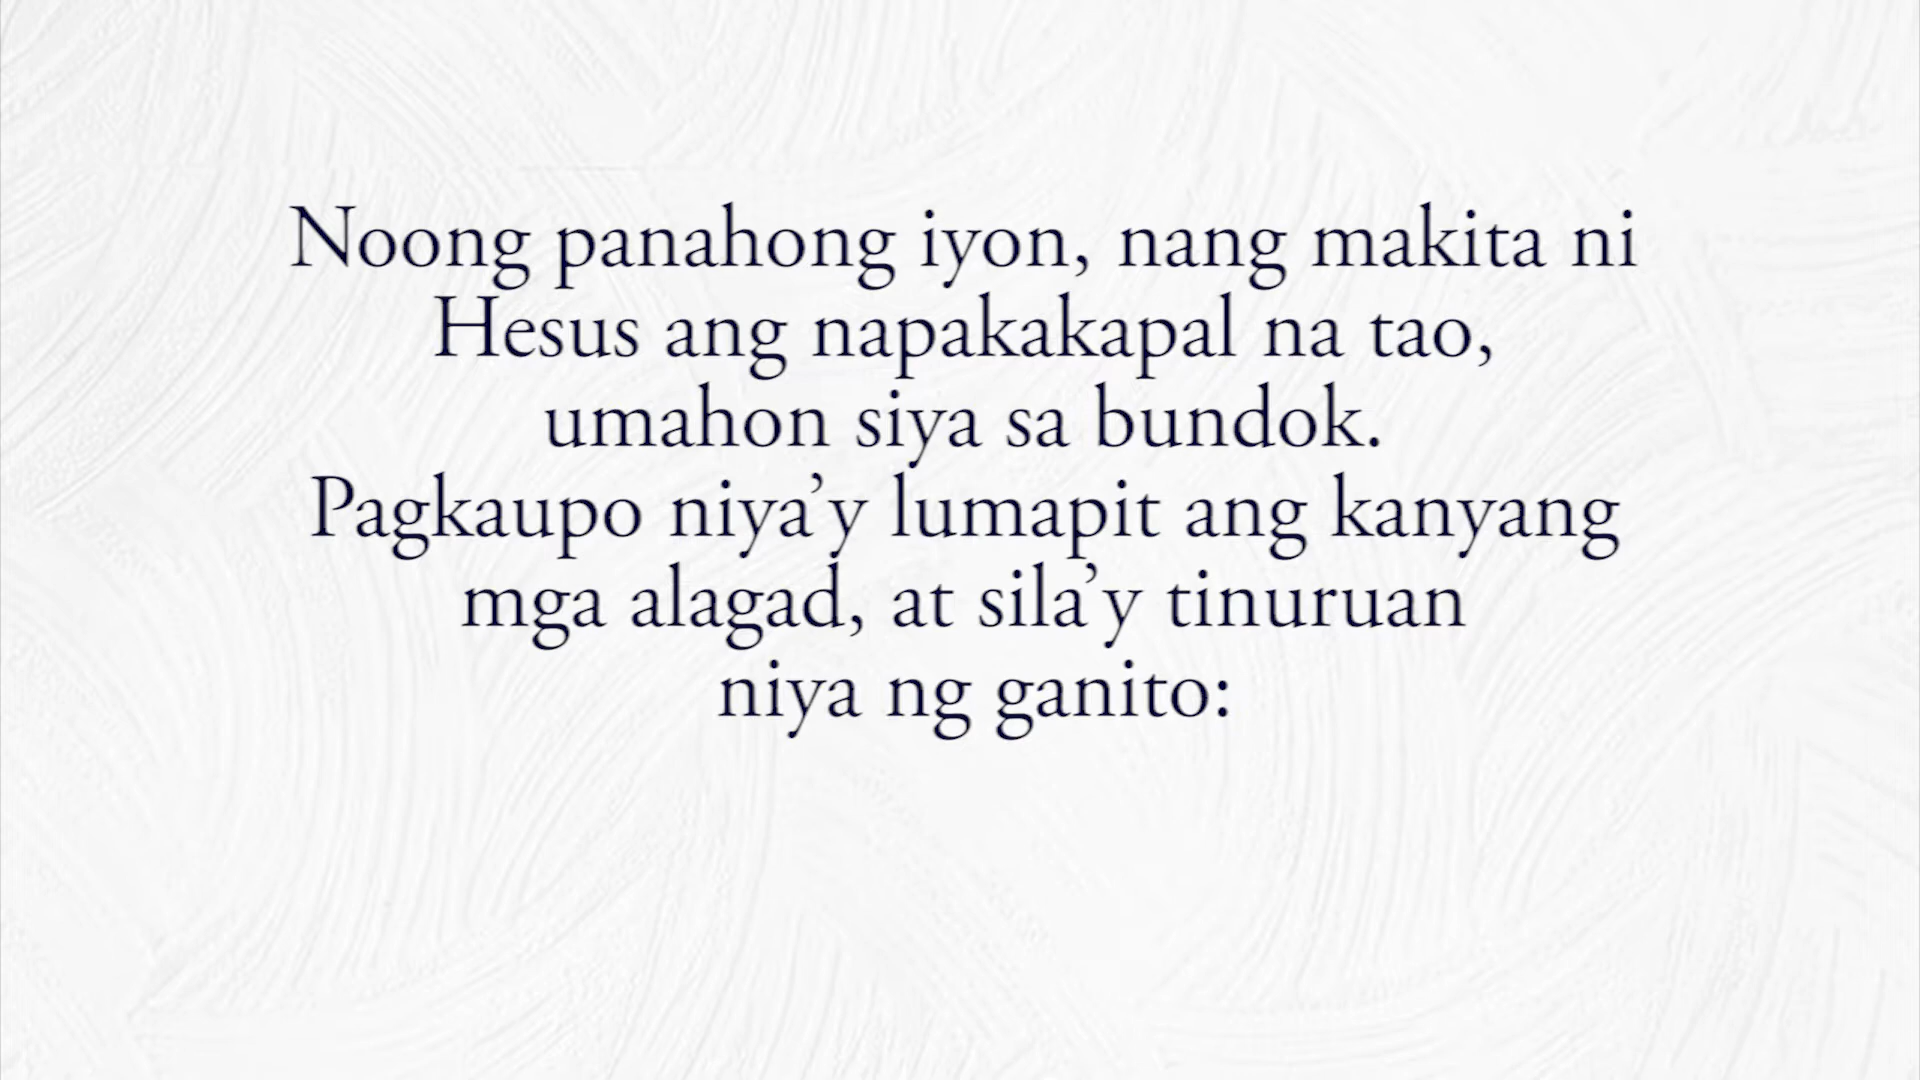 Noong panahong iyon, nang makita ni
Hesus ang napakakapal na tao,
umahon siya sa bundok.
Pagkaupo niya’y lumapit ang kanyang
mga alagad, at sila’y tinuruan
niya ng ganito: